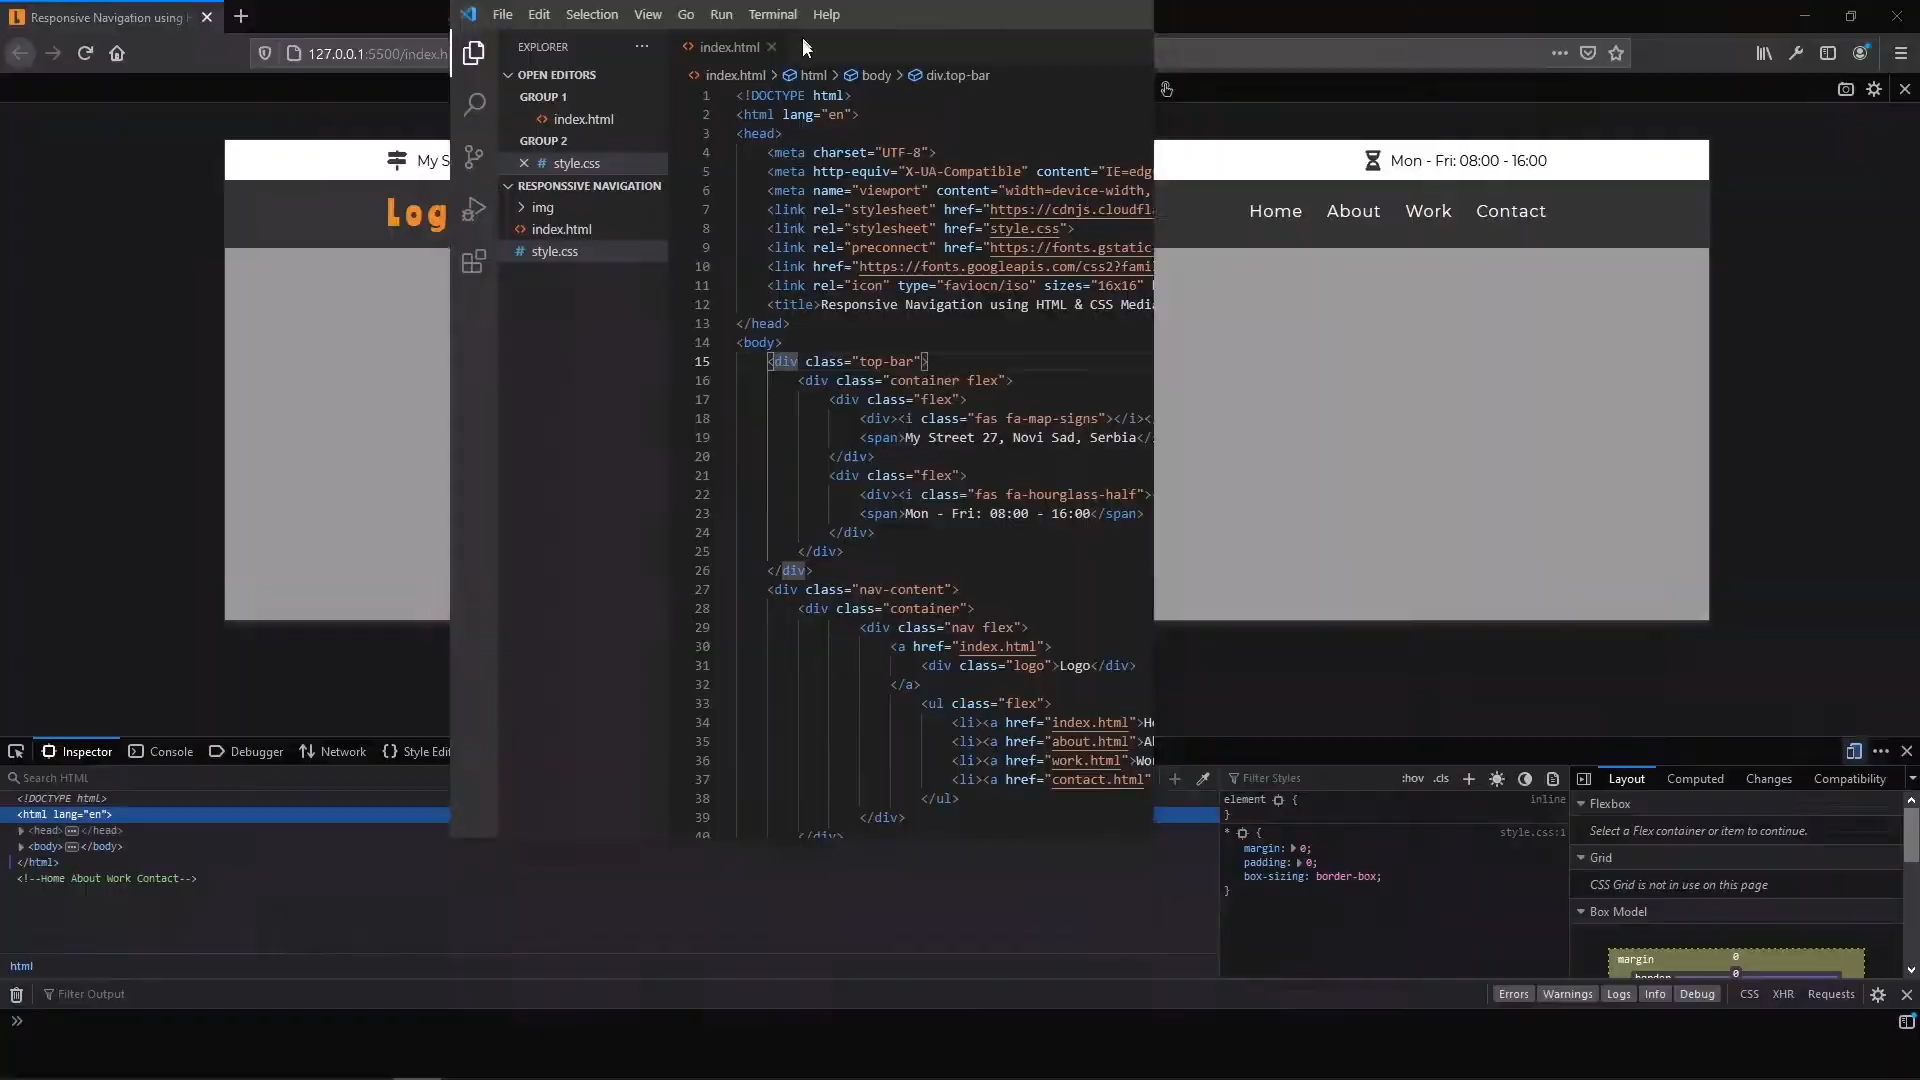 Responsive Navigation using H
File Edit Selection View Go Run Terminal Help
127.0.0.1:5500/index.h
EXPLORER
index.html
OPEN EDITORS
GROUP 1
index.html
GROUP 2
# style.css
RESPONSSIVE NAVIGATION
img
index.html
# style.css
index.html > html > body > div.top-bar
1 <!DOCTYPE html>
2 <html lang="en">
3 <head>
4 <meta charset="UTF-8">
5 <meta http-equiv="X-UA-Compatible" content="IE=edg
6 <meta name="viewport" content="width=device-width,
7 <link rel="stylesheet" href="https://cdnjs.cloudfl
8 <link rel="stylesheet" href="style.css">
9 <link rel="preconnect" href="https://fonts.gstatic
10 <link href="https://fonts.googleapis.com/css2?fami
11 <link rel="icon" type="faviocn/iso" sizes="16x16"
12 <title>Responsive Navigation using HTML & CSS Media
13 </head>
14 <body>
15 <div class="top-bar">
16 <div class="container flex">
17 <div class="flex">
18 <div><i class="fas fa-map-signs"></i><
19 <span>My Street 27, Novi Sad, Serbia</
20 </div>
21 <div class="flex">
22 <div><i class="fas fa-hourglass-half">
23 <span>Mon - Fri: 08:00 - 16:00</span>
24 </div>
25 </div>
26 </div>
27 <div class="nav-content">
28 <div class="container">
29 <div class="nav flex">
30 <a href="index.html">
31 <div class="logo">Logo</div>
32 </a>
33 <ul class="flex">
34 <li><a href="index.html">H
35 <li><a href="about.html">A
36 <li><a href="work.html">Wo
37 <li><a href="contact.html"
38 </ul>
39 </div>
40 </div>
My S
Log
Mon - Fri: 08:00 - 16:00
Home About Work Contact
Inspector Console Debugger Network {} Style Edi
Search HTML
<!DOCTYPE html>
<html lang="en">
<head> </head>
<body> </body>
</html>
<!--Home About Work Contact-->
html
Filter Styles :hov .cls
element { inline
}
* { style.css:1
margin: 0;
padding: 0;
box-sizing: border-box;
}
Layout Computed Changes Compatibility
Flexbox
Select a Flex container or item to continue.
Grid
CSS Grid is not in use on this page
Box Model
margin 0
border 0
Filter Output
Errors Warnings Logs Info Debug CSS XHR Requests